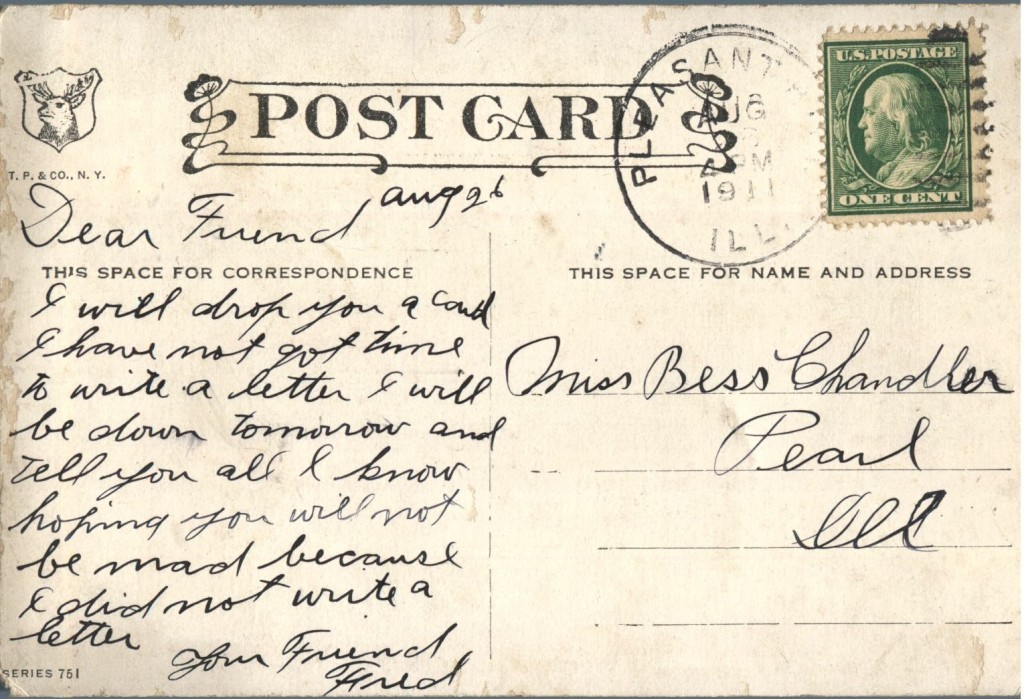 POST CARD
PLEASANT
AUG
PM
1911
ILL.
U.S. POSTAGE
ONE CENT
T. P. & CO., N. Y.
Aug 26
Dear Friend
THIS SPACE FOR CORRESPONDENCE
THIS SPACE FOR NAME AND ADDRESS
I will drop you a card
I have not got time
to write a letter I will
be down tomorrow and
tell you all I know
hoping you will not
be mad because
I did not write a
letter
Your Friend
Fred
Miss Bess Chandler
Pearl
Ill
SERIES 751